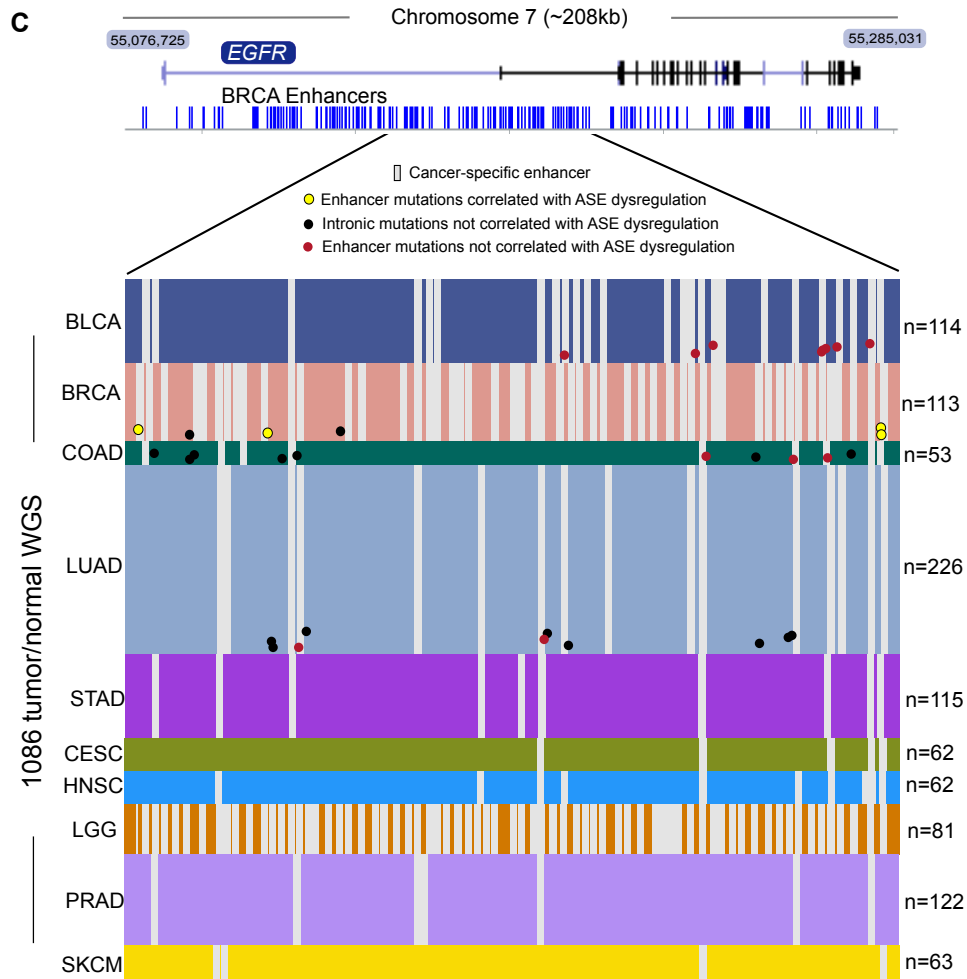 C
Chromosome 7 (~208kb)
55,076,725
55,285,031
EGFR
BRCA Enhancers
Cancer-specific enhancer
Enhancer mutations correlated with ASE dysregulation
Intronic mutations not correlated with ASE dysregulation
Enhancer mutations not correlated with ASE dysregulation
1086 tumor/normal WGS
BLCA n=114
BRCA n=113
COAD n=53
LUAD n=226
STAD n=115
CESC n=62
HNSC n=62
LGG n=81
PRAD n=122
SKCM n=63